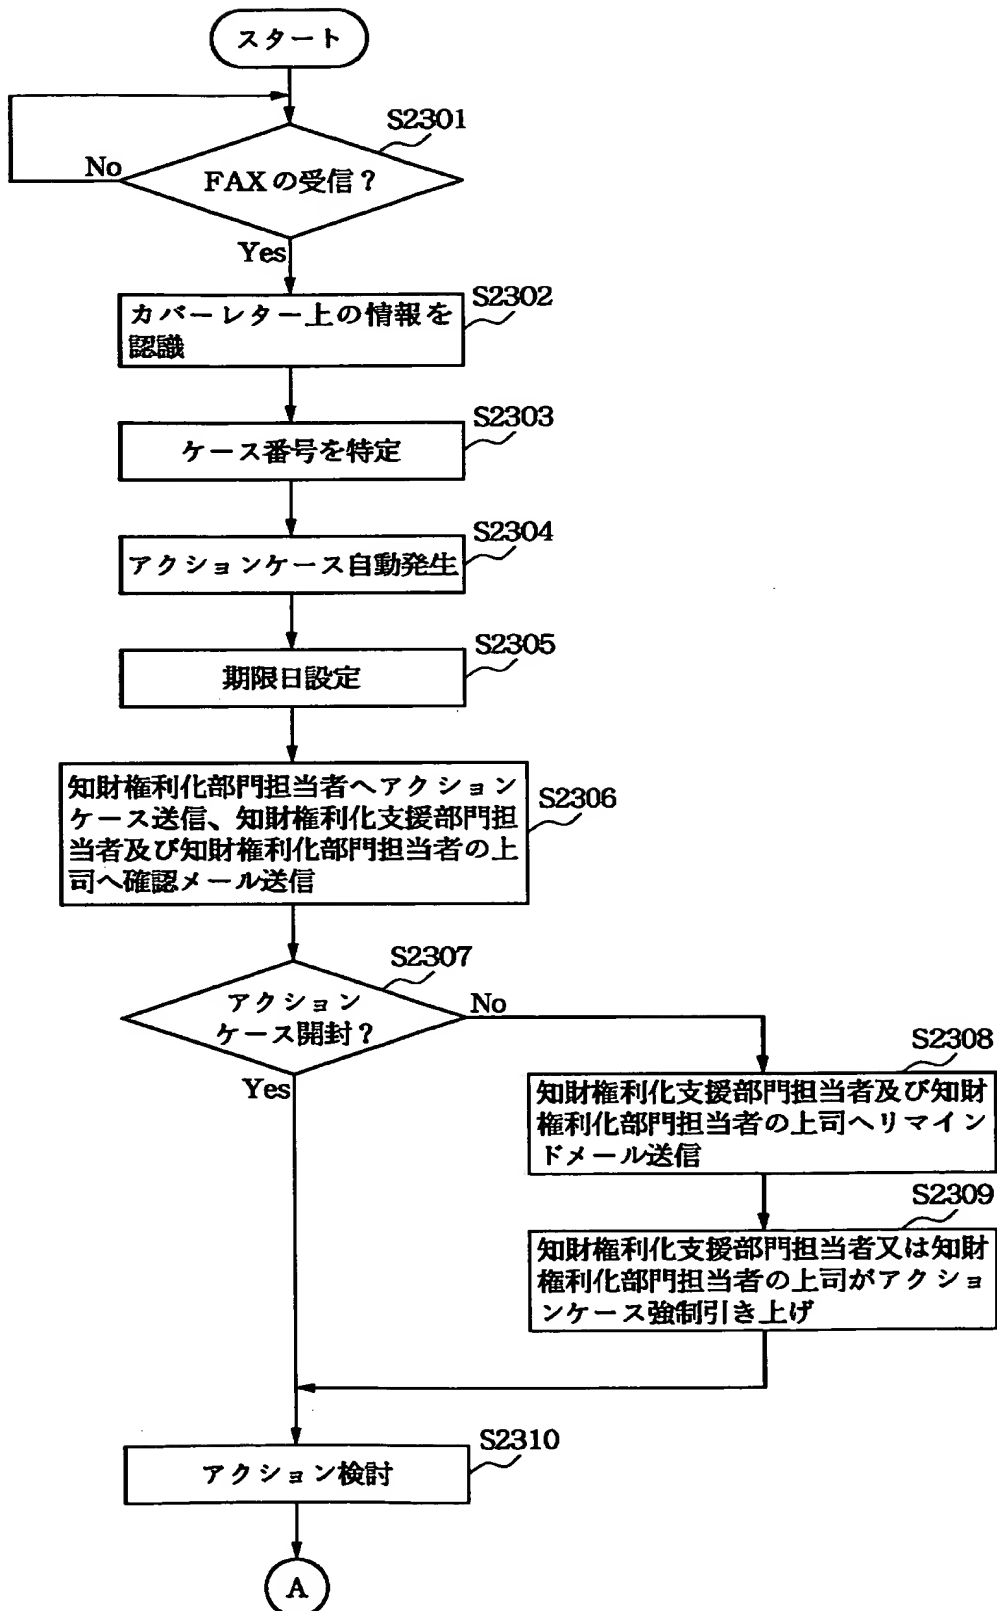 スタート
S2301
No
FAXの受信？
Yes
S2302
カバーレター上の情報を
認識
S2303
ケース番号を特定
S2304
アクションケース自動発生
S2305
期限日設定
S2306
知財権利化部門担当者へアクション
ケース送信、知財権利化支援部門担
当者及び知財権利化部門担当者の上
司へ確認メール送信
S2307
アクション
ケース開封？
No
Yes
S2308
知財権利化支援部門担当者及び知財
権利化部門担当者の上司へリマイン
ドメール送信
S2309
知財権利化支援部門担当者又は知財
権利化部門担当者の上司がアクショ
ンケース強制引き上げ
S2310
アクション検討
A